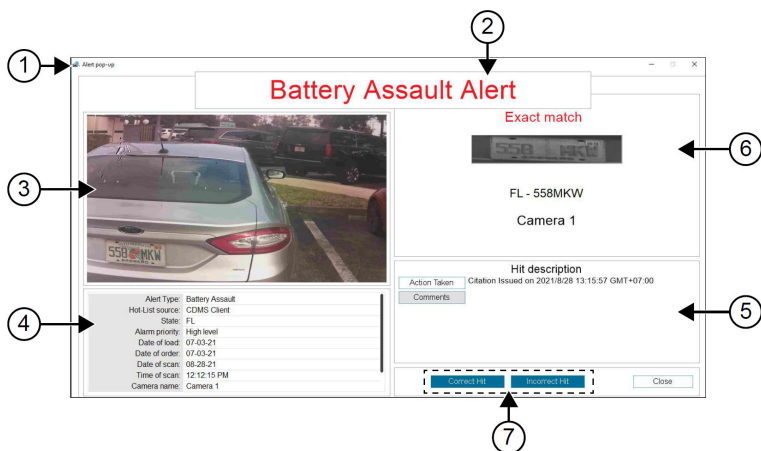 2
1
Alert pop-up
Battery Assault Alert
Exact match
558 MKW
6
3
FL - 558MKW
Camera 1
558 MKW
Hit description
Action Taken
Citation Issued on 2021/8/28 13:15:57 GMT+07:00
Comments
5
4
Alert Type: Battery Assault
Hot-List source: CDMS Client
State: FL
Alarm priority: High level
Date of load: 07-03-21
Date of order: 07-03-21
Date of scan: 08-28-21
Time of scan: 12:12:15 PM
Camera name: Camera 1
Correct Hit
Incorrect Hit
Close
7